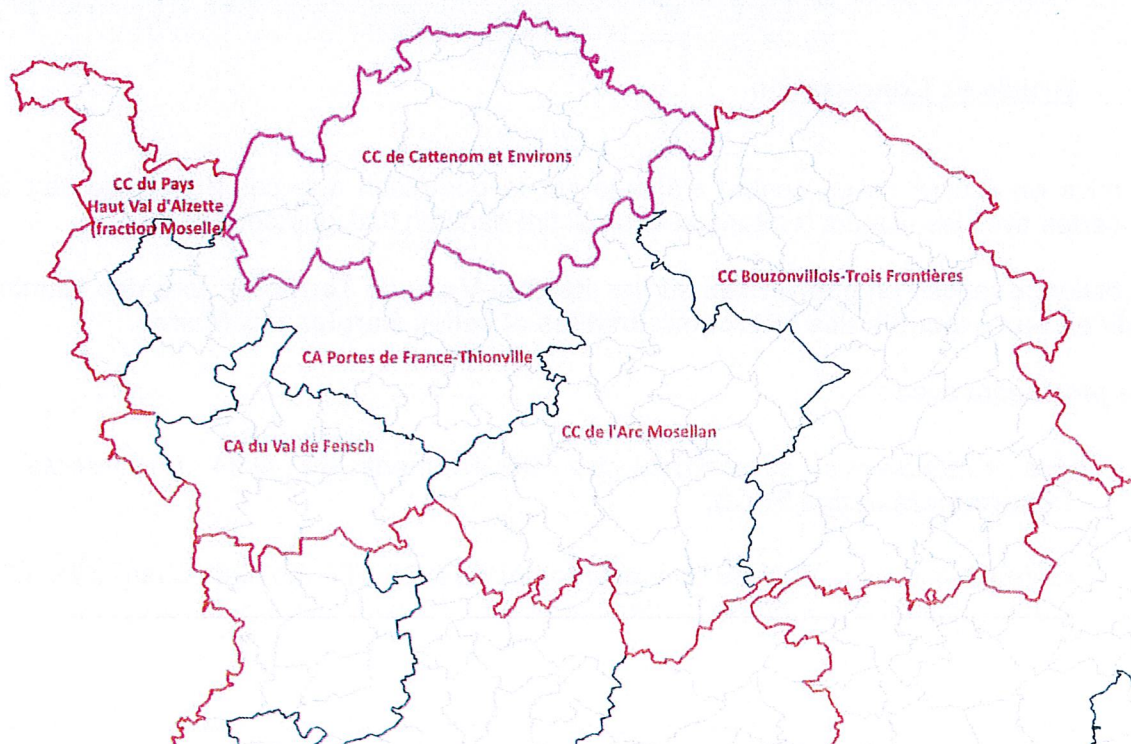 CC de Cattenom et Environs
CC du Pays
Haut Val d'Alzette
(fraction Moselle)
CC Bouzonvillois-Trois Frontières
CA Portes de France-Thionville
CA du Val de Fensch
CC de l'Arc Mosellan